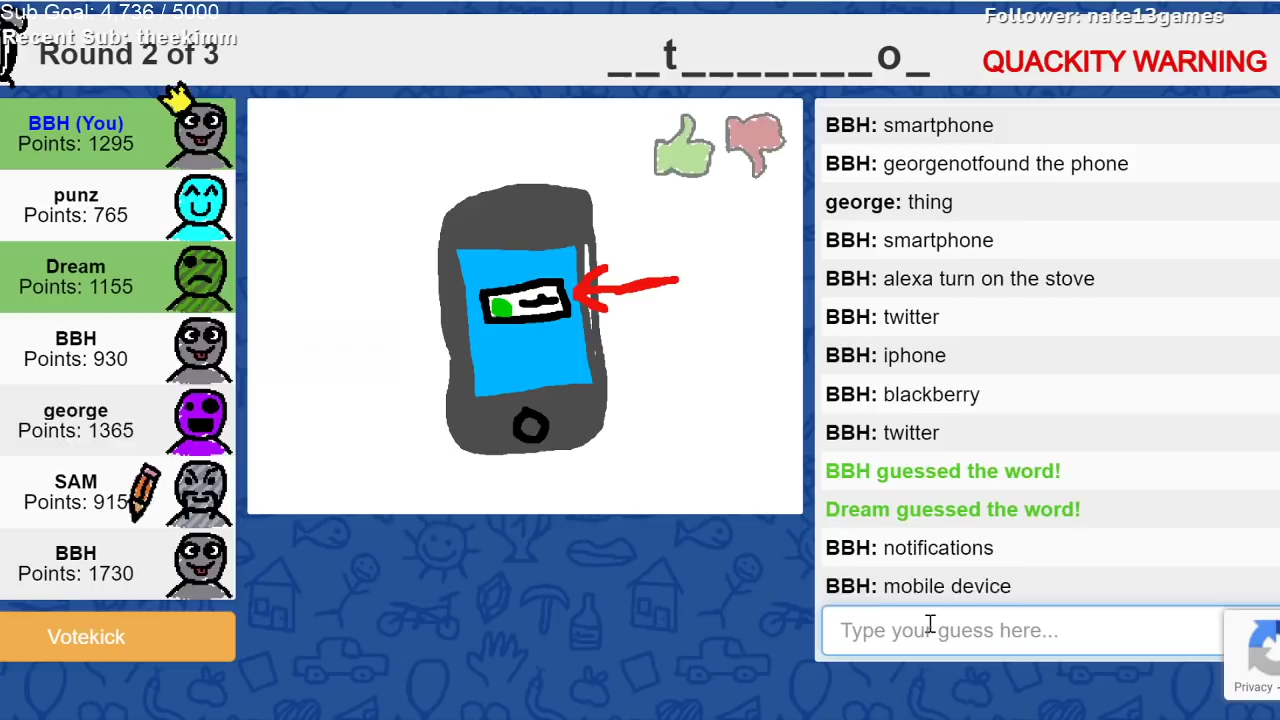 Sub Goal: 4,736 / 5000
Follower: nate13games
Recent Sub: theekimm
Round 2 of 3
__t_______o_
QUACKITY WARNING
BBH (You)
Points: 1295
punz
Points: 765
Dream
Points: 1155
BBH
Points: 930
george
Points: 1365
SAM
Points: 915
BBH
Points: 1730
Votekick
BBH: smartphone
BBH: georgenotfound the phone
george: thing
BBH: smartphone
BBH: alexa turn on the stove
BBH: twitter
BBH: iphone
BBH: blackberry
BBH: twitter
BBH guessed the word!
Dream guessed the word!
BBH: notifications
BBH: mobile device
Type your guess here...
Privacy -